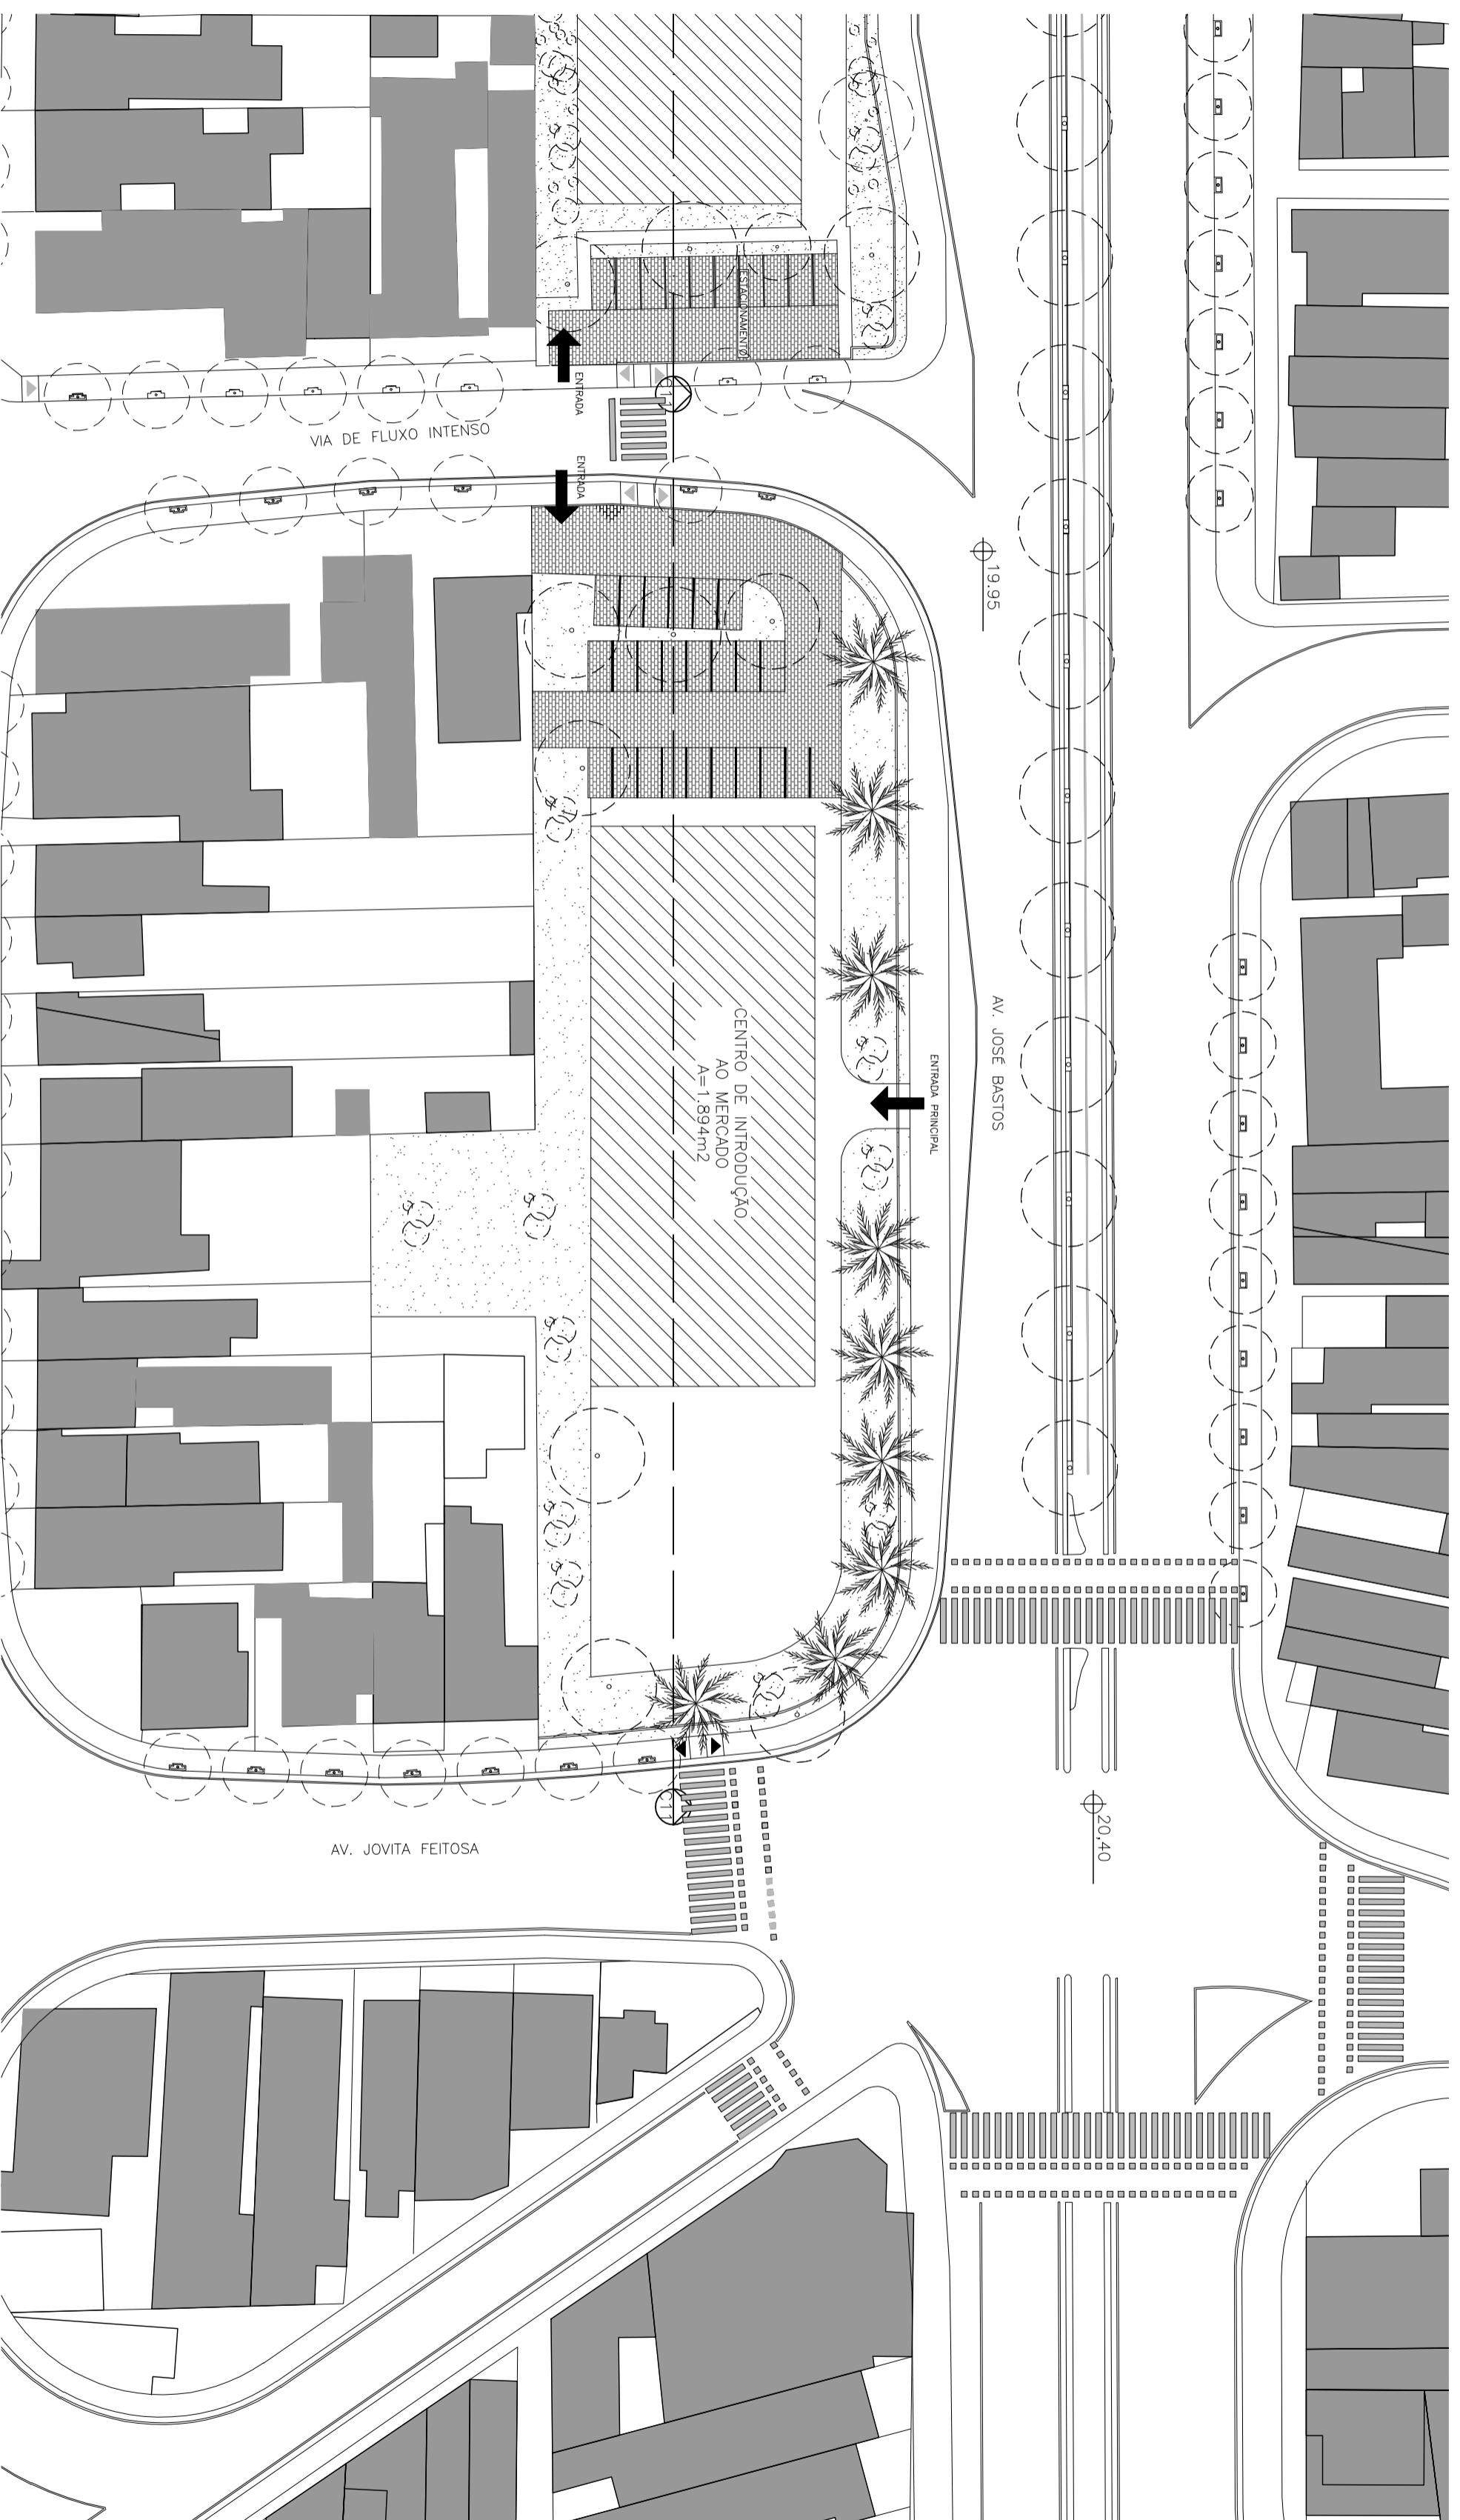 ESTACIONAMENTO
ENTRADA
VIA DE FLUXO INTENSO
ENTRADA
19.95
AV. JOSÉ BASTOS
ENTRADA PRINCIPAL
CENTRO DE INTRODUÇÃO
AO MERCADO
A=1.894m2
20,40
AV. JOVITA FEITOSA